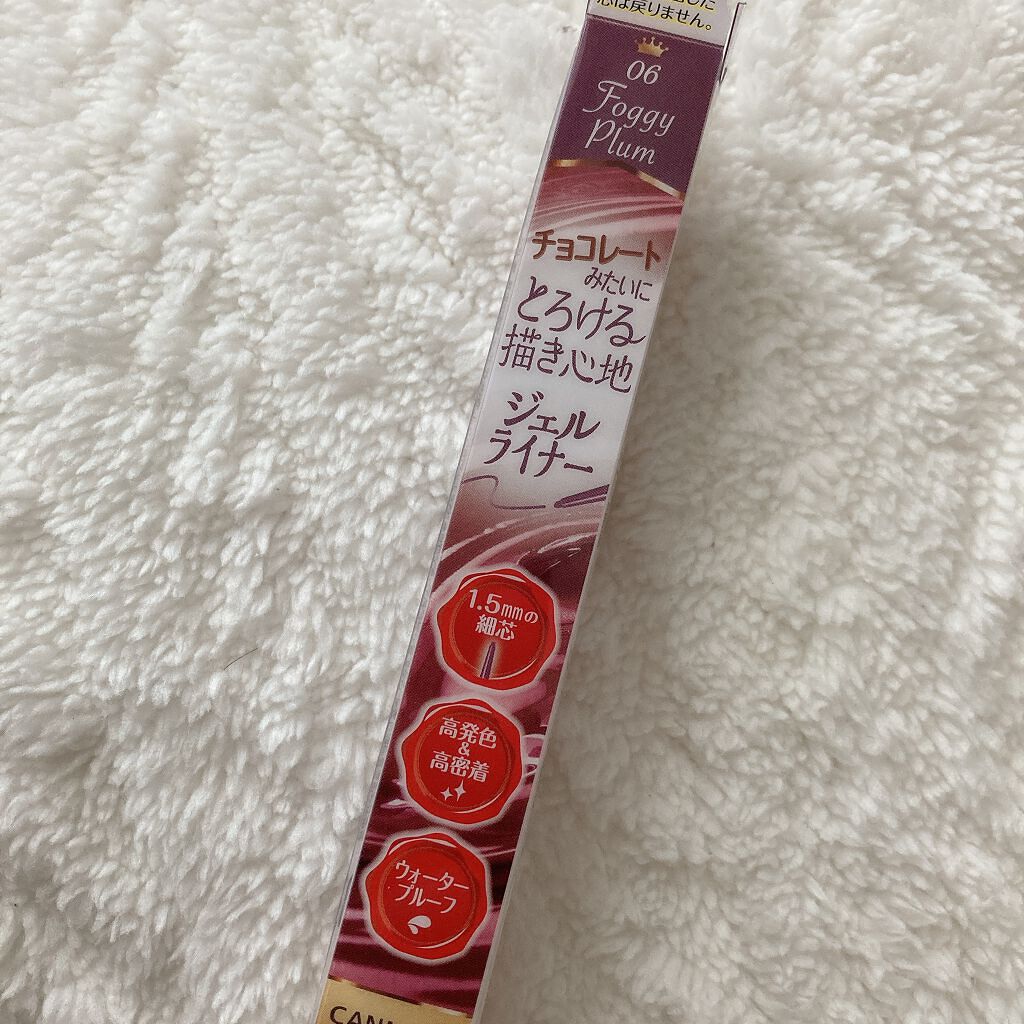 芯は戻りません。
06
Foggy
Plum
チョコレート
みたいに
とろける
描き心地
ジェル
ライナー
1.5mmの
細芯
高発色
&
高密着
ウォーター
プルーフ